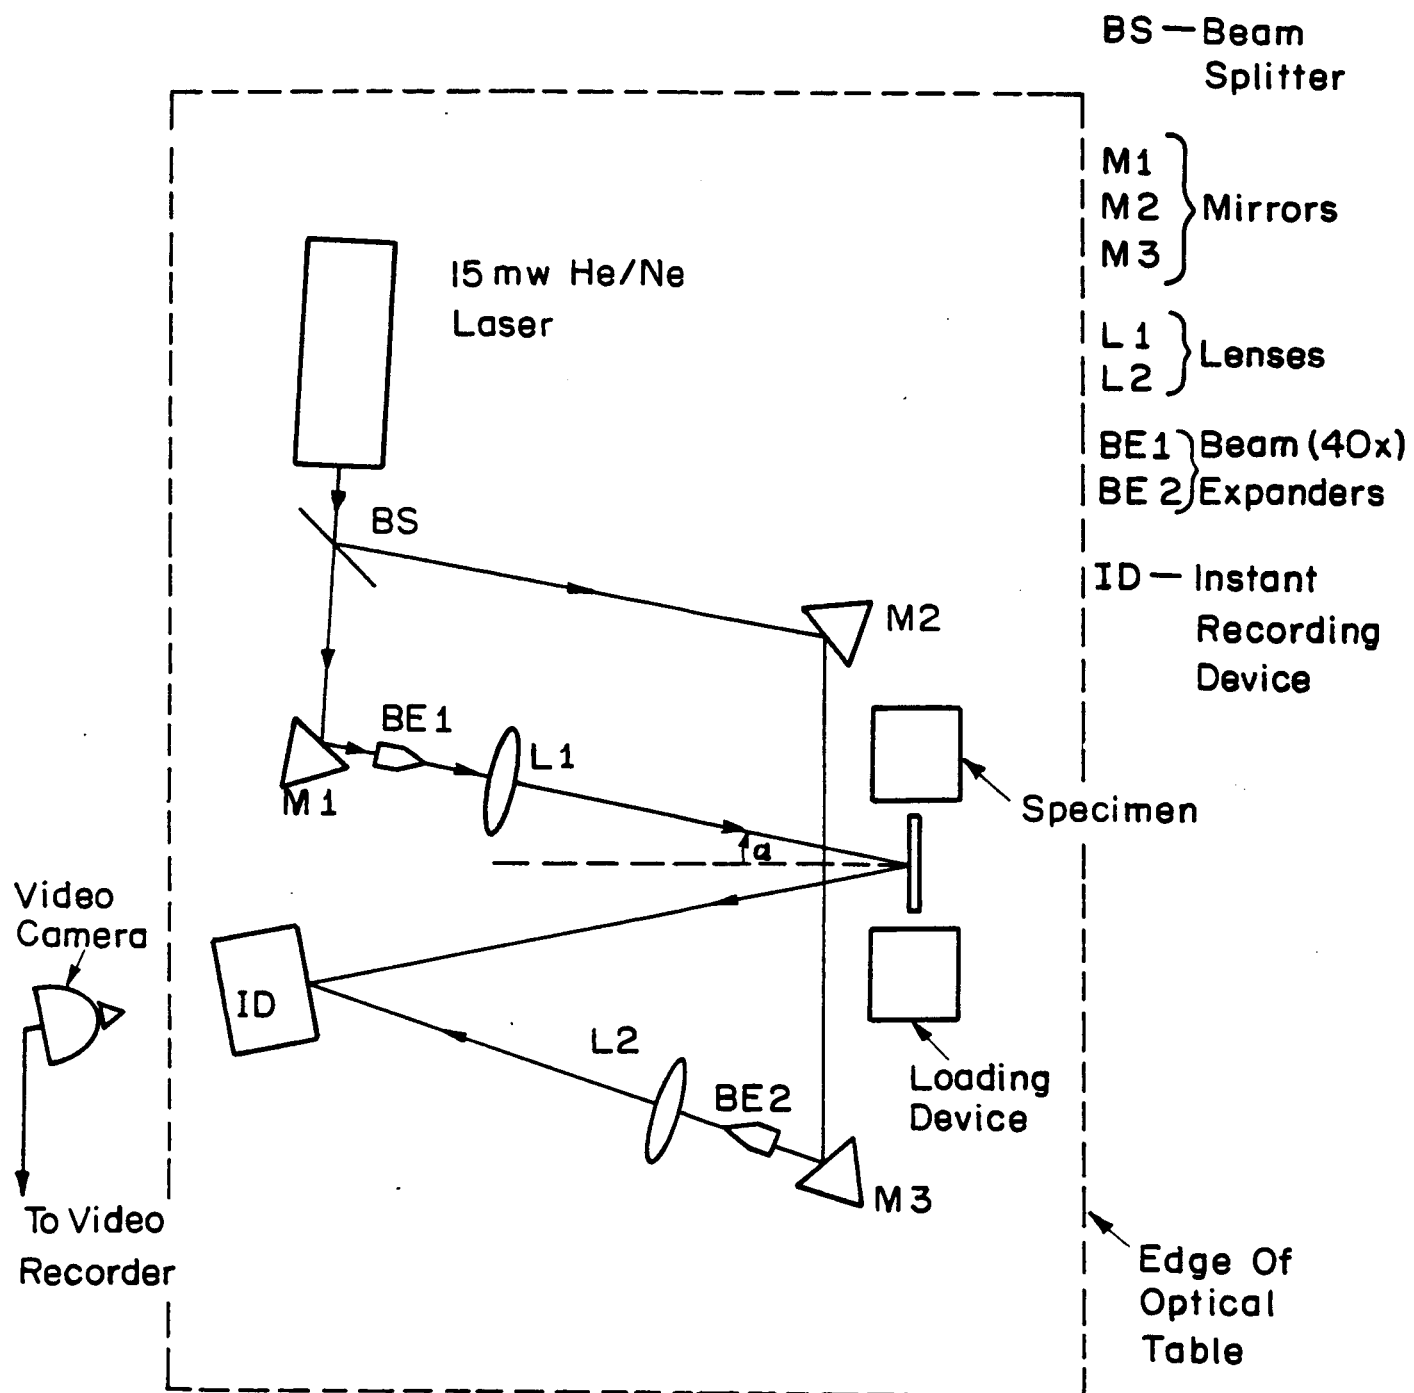 BS — Beam
Splitter
M1
M2
M3
Mirrors
L1
L2
Lenses
BE1
BE2
Beam (40x)
Expanders
ID — Instant
Recording
Device
15 mw He/Ne
Laser
BS
M2
BE1
L1
M1
Specimen
α
Video
Camera
ID
L2
BE2
Loading
Device
M3
To Video
Recorder
Edge Of
Optical
Table